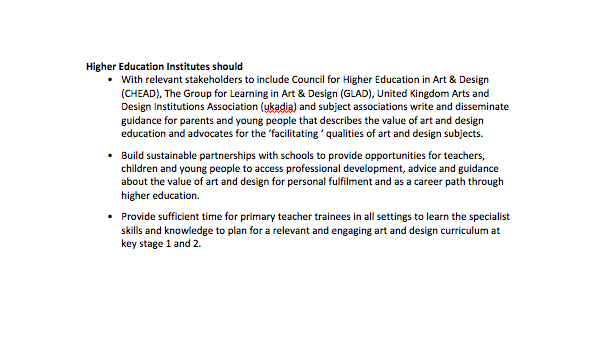 Higher Education Institutes should
• With relevant stakeholders to include Council for Higher Education in Art & Design
(CHEAD), The Group for Learning in Art & Design (GLAD), United Kingdom Arts and
Design Institutions Association (ukadia) and subject associations write and disseminate
guidance for parents and young people that describes the value of art and design
education and advocates for the ‘facilitating ‘ qualities of art and design subjects.
• Build sustainable partnerships with schools to provide opportunities for teachers,
children and young people to access professional development, advice and guidance
about the value of art and design for personal fulfilment and as a career path through
higher education.
• Provide sufficient time for primary teacher trainees in all settings to learn the specialist
skills and knowledge to plan for a relevant and engaging art and design curriculum at
key stage 1 and 2.